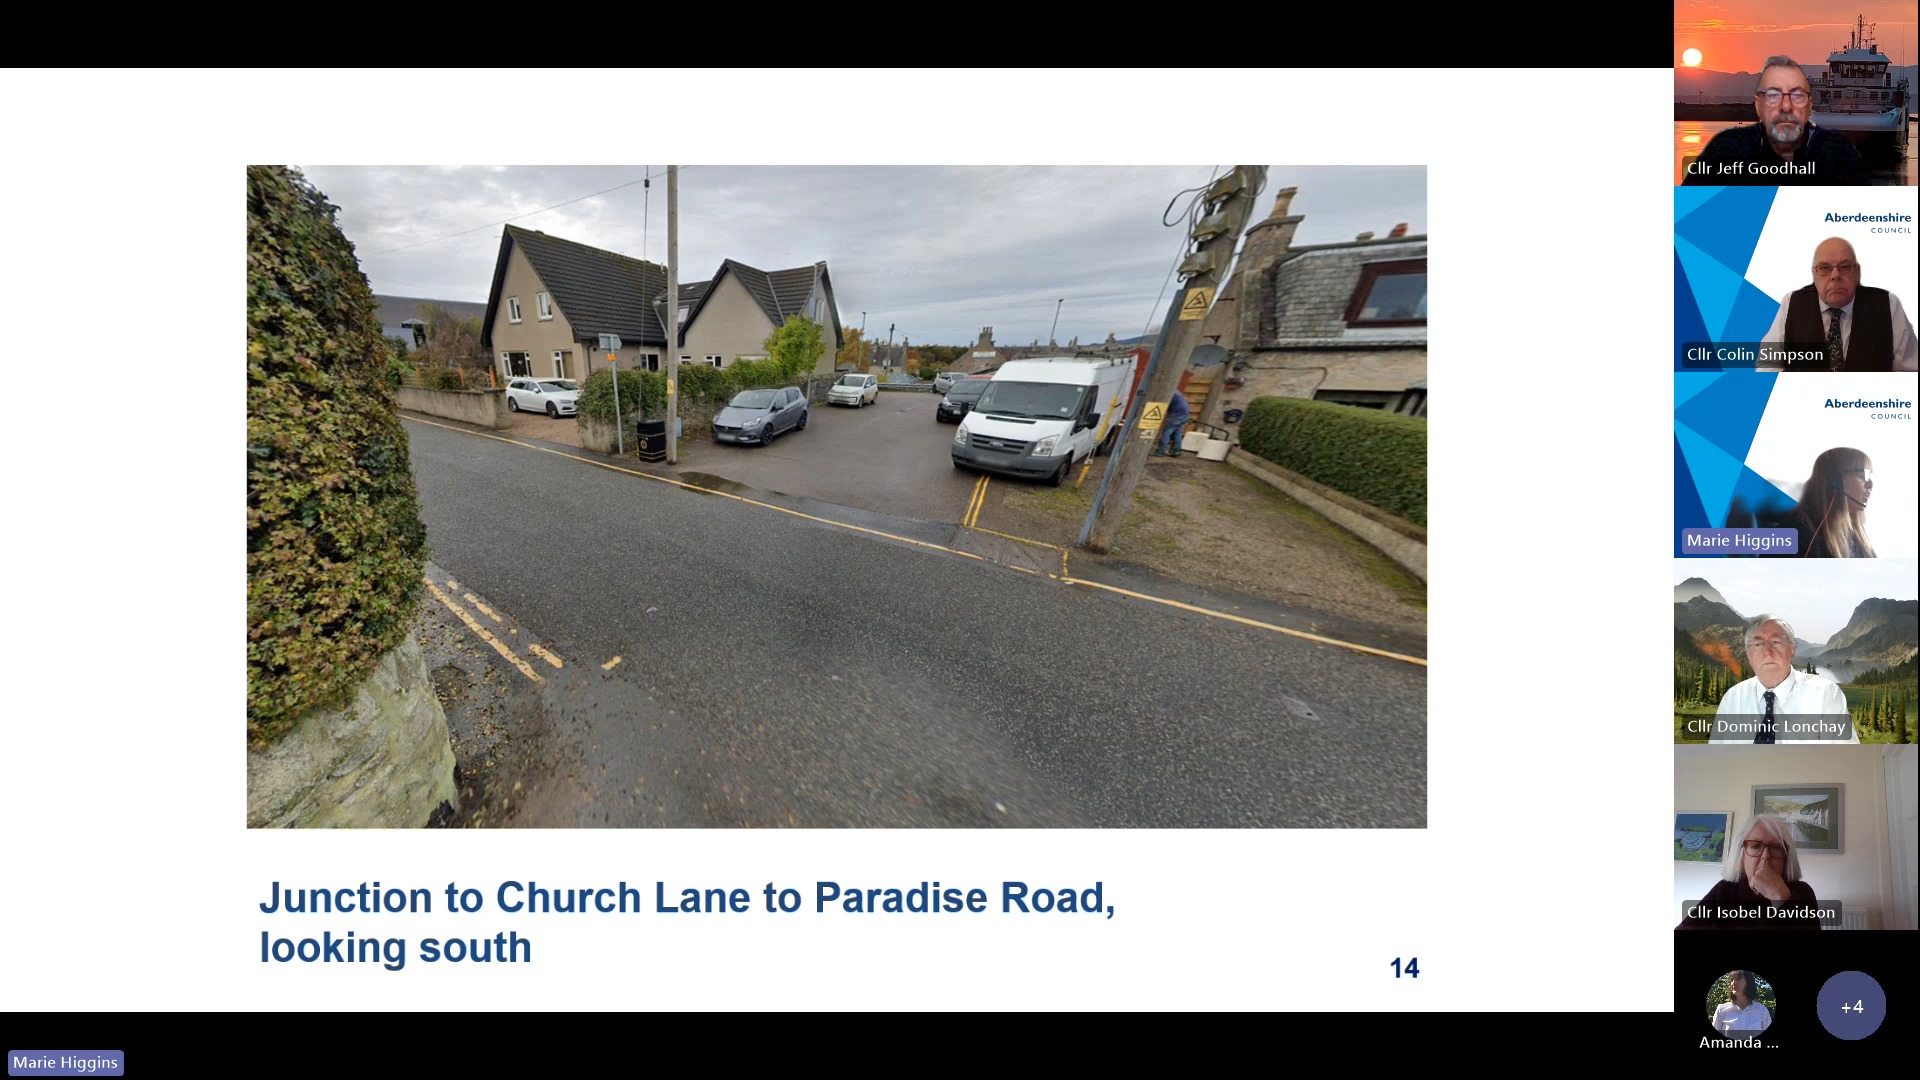 Junction to Church Lane to Paradise Road,
looking south
14
Marie Higgins
Cllr Jeff Goodhall
Aberdeenshire
COUNCIL
Cllr Colin Simpson
Aberdeenshire
COUNCIL
Marie Higgins
Cllr Dominic Lonchay
Cllr Isobel Davidson
Amanda ...
+4